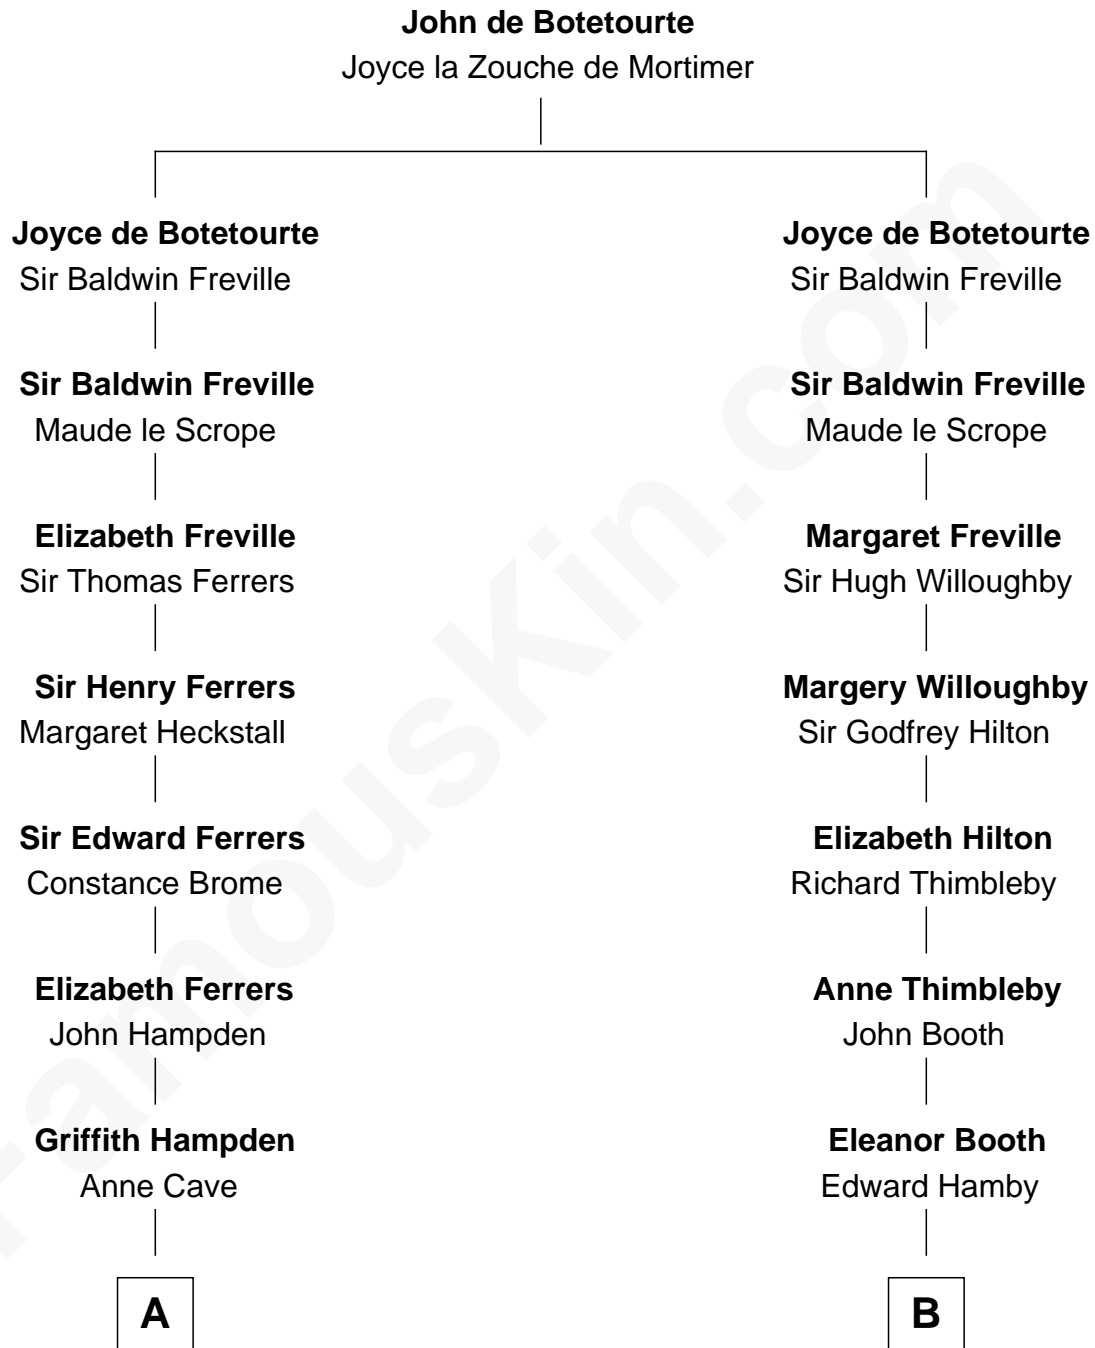 John de Botetourte
Joyce la Zouche de Mortimer
Joyce de Botetourte
Sir Baldwin Freville
Sir Baldwin Freville
Maude le Scrope
Elizabeth Freville
Sir Thomas Ferrers
Sir Henry Ferrers
Margaret Heckstall
Sir Edward Ferrers
Constance Brome
Elizabeth Ferrers
John Hampden
Griffith Hampden
Anne Cave
A
Joyce de Botetourte
Sir Baldwin Freville
Sir Baldwin Freville
Maude le Scrope
Margaret Freville
Sir Hugh Willoughby
Margery Willoughby
Sir Godfrey Hilton
Elizabeth Hilton
Richard Thimbleby
Anne Thimbleby
John Booth
Eleanor Booth
Edward Hamby
B
FamousKin.com